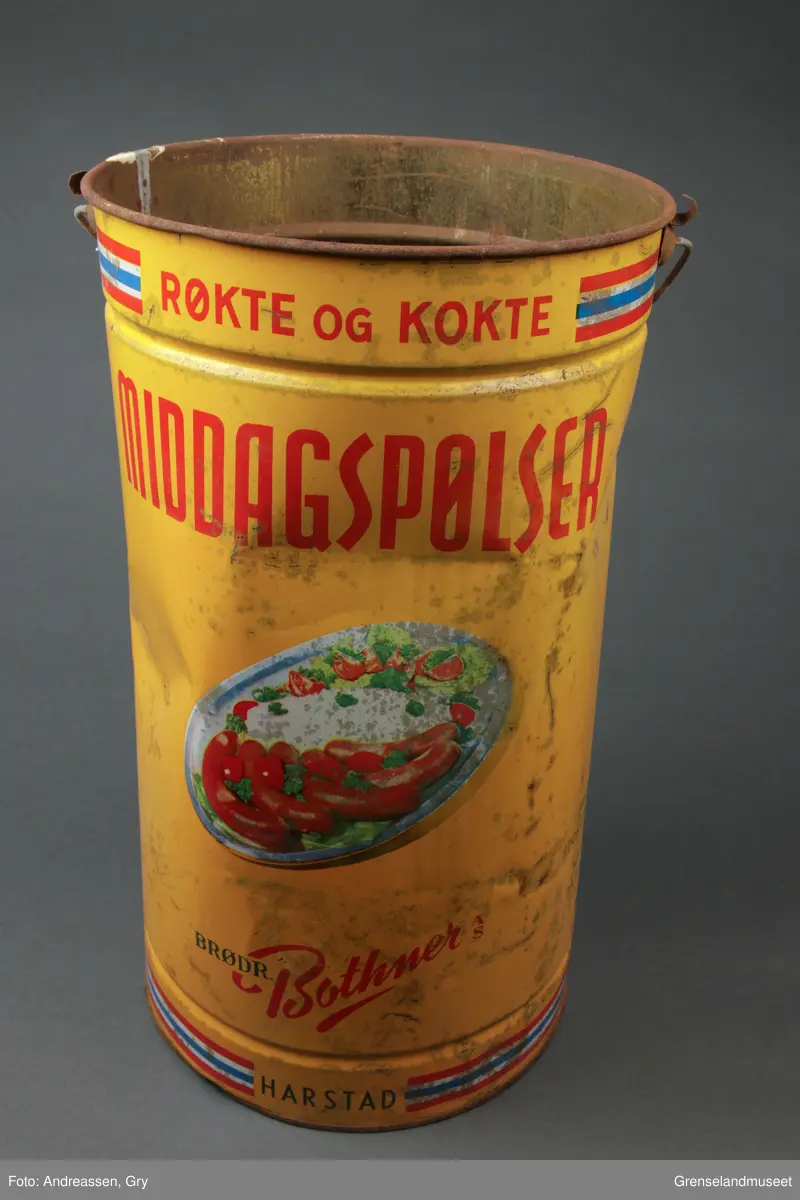 RØKTE OG KOKTE
MIDDAGSPØLSER
BRØDR. Bothner A/S
HARSTAD
Foto: Andreassen, Gry
Grenselandmuseet